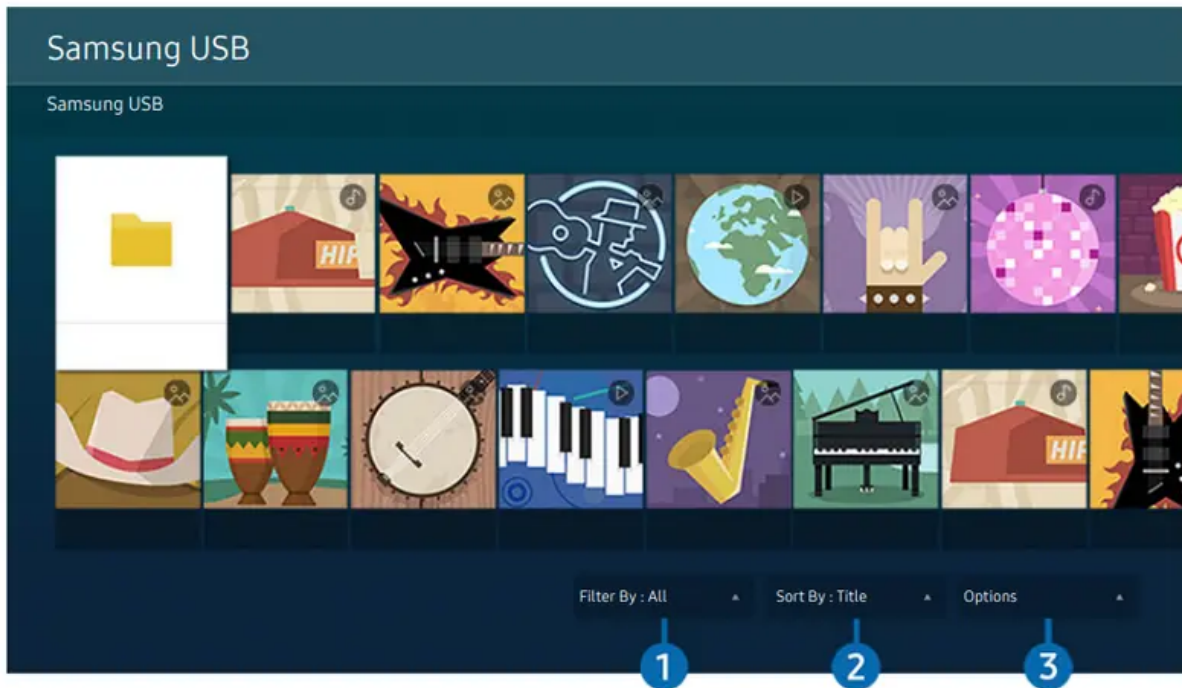 Samsung USB
Samsung USB
HIP
HIP
Filter By : All
Sort By : Title
Options
1
2
3